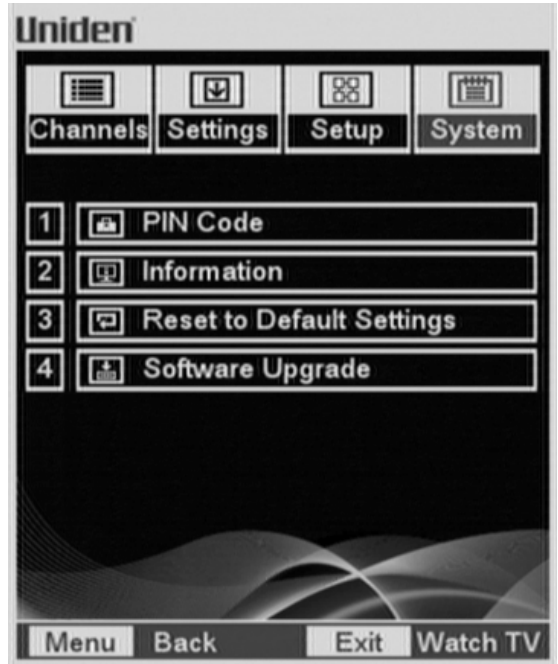 Uniden
Channels Settings Setup System
1 PIN Code
2 Information
3 Reset to Default Settings
4 Software Upgrade
Menu Back Exit Watch TV